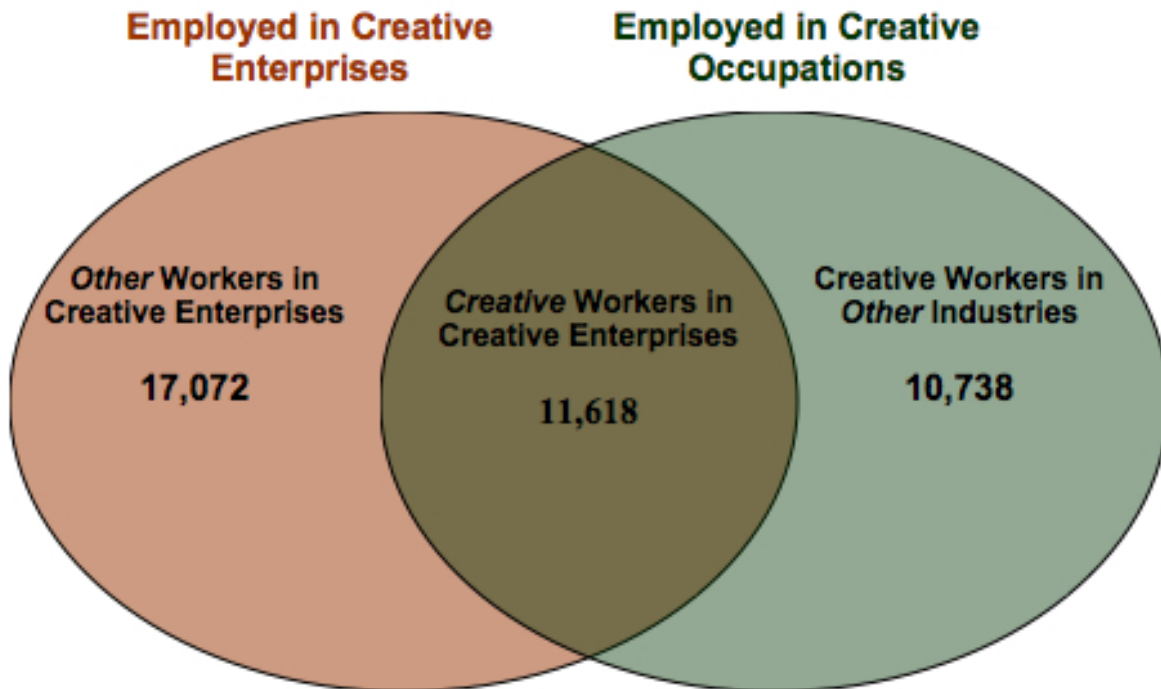 Employed in Creative
Enterprises
Employed in Creative
Occupations
Other Workers in
Creative Enterprises
17,072
Creative Workers in
Creative Enterprises
11,618
Creative Workers in
Other Industries
10,738